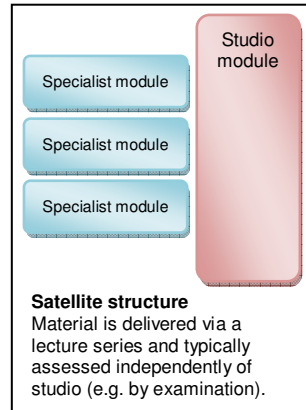 Studio
module
Specialist module
Specialist module
Specialist module
Satellite structure
Material is delivered via a
lecture series and typically
assessed independently of
studio (e.g. by examination).